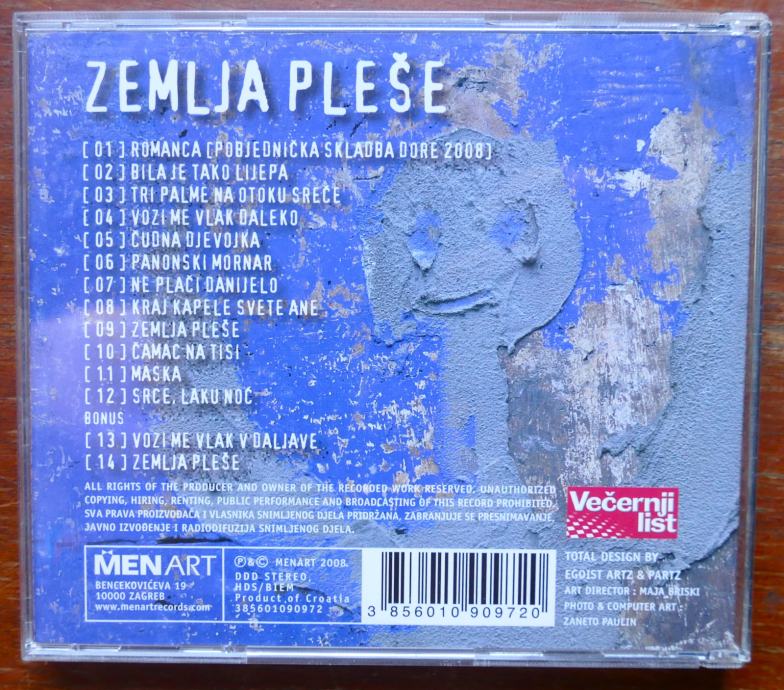 ZEMLJA PLEŠE
[ 01 ] ROMANCA [POBJEDNIČKA SKLADBA DORE 2008]
[ 02 ] BILA JE TAKO LIJEPA
[ 03 ] TRI PALME NA OTOKU SREČE
[ 04 ] VOZI ME VLAK DALEKO
[ 05 ] ČUDNA DJEVOJKA
[ 06 ] PANONSKI MORNAR
[ 07 ] NE PLAČI DANIJELO
[ 08 ] KRAJ KAPELE SVETE ANE
[ 09 ] ZEMLJA PLEŠE
[ 10 ] ČAMAC NA TISI
[ 11 ] MASKA
[ 12 ] SRCE, LAKU NOČ
BONUS
[ 13 ] VOZI ME VLAK V DALJAVE
[ 14 ] ZEMLJA PLEŠE
ALL RIGHTS OF THE PRODUCER AND OWNER OF THE RECORDED WORK RESERVED. UNAUTHORIZED
COPYING, HIRING, RENTING, PUBLIC PERFORMANCE AND BROADCASTING OF THIS RECORD PROHIBITED.
SVA PRAVA PROIZVOĐAČA I VLASNIKA SNIMLJENOG DJELA PRIDRŽANA, ZABRANJUJE SE PRESNIMAVANJE,
JAVNO IZVOĐENJE I RADIODIFUZIJA SNIMLJENOG DJELA.
Večernji
list
MENART
BENCEKOVIĆEVA 19
10000 ZAGREB
www.menartrecords.com
℗&© MENART 2008.
DDD STEREO,
HDS/BIEM
Product of Croatia
385601090972
3 856010 909720
TOTAL DESIGN BY
EGOIST ARTZ & PARTZ
ART DIRECTOR : MAJA BRISKI
PHOTO & COMPUTER ART :
ZANETO PAULIN